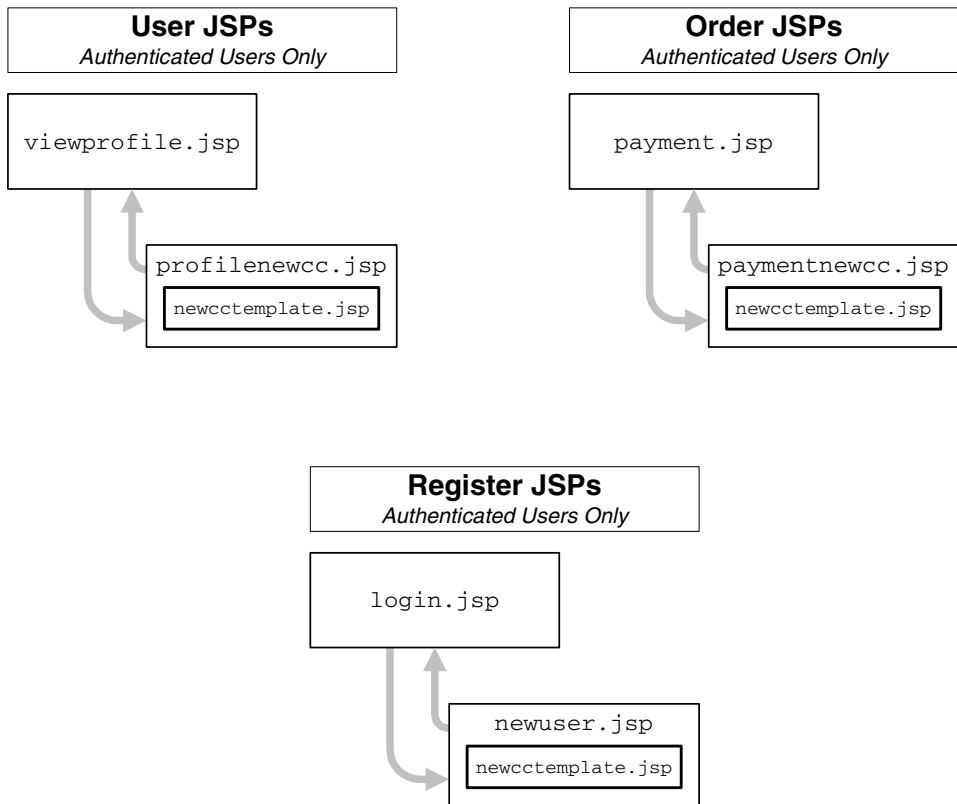 User JSPs
Authenticated Users Only
viewprofile.jsp
profilenewcc.jsp
newcctemplate.jsp
Order JSPs
Authenticated Users Only
payment.jsp
paymentnewcc.jsp
newcctemplate.jsp
Register JSPs
Authenticated Users Only
login.jsp
newuser.jsp
newcctemplate.jsp